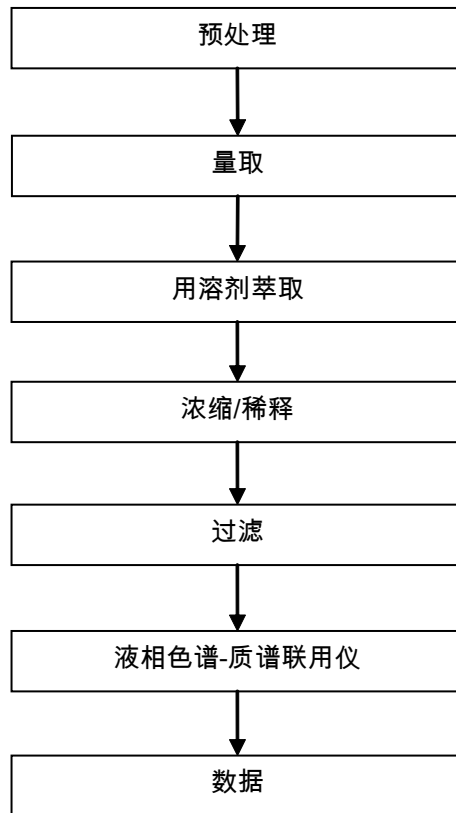 预处理
量取
用溶剂萃取
浓缩/稀释
过滤
液相色谱-质谱联用仪
数据